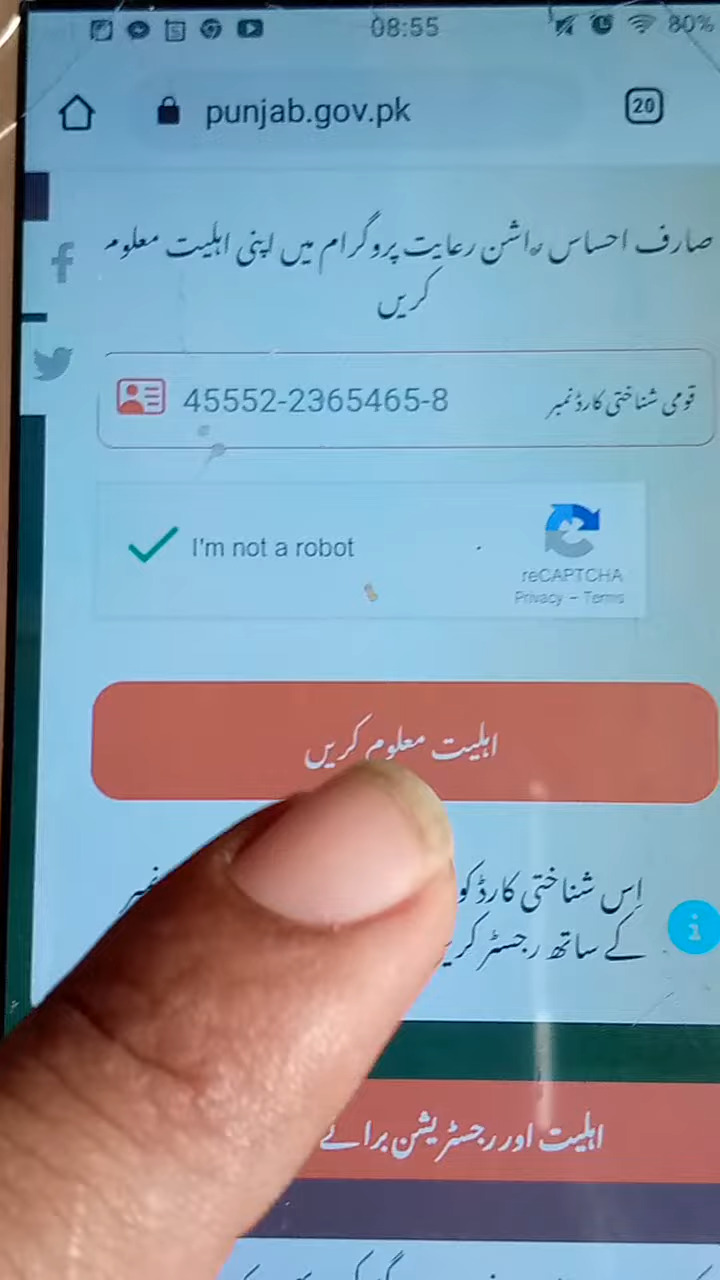 08:55
80%
punjab.gov.pk
20
صارف احساس راشن رعایت پروگرام میں اپنی اہلیت معلوم
کریں
قومی شناختی کارڈ نمبر
45552-2365465-8
I'm not a robot
reCAPTCHA
Privacy – Terms
اہلیت معلوم کریں
اِس شناختی کارڈ کو
کے ساتھ رجسٹر کریں
اہلیت اور رجسٹریشن برائے